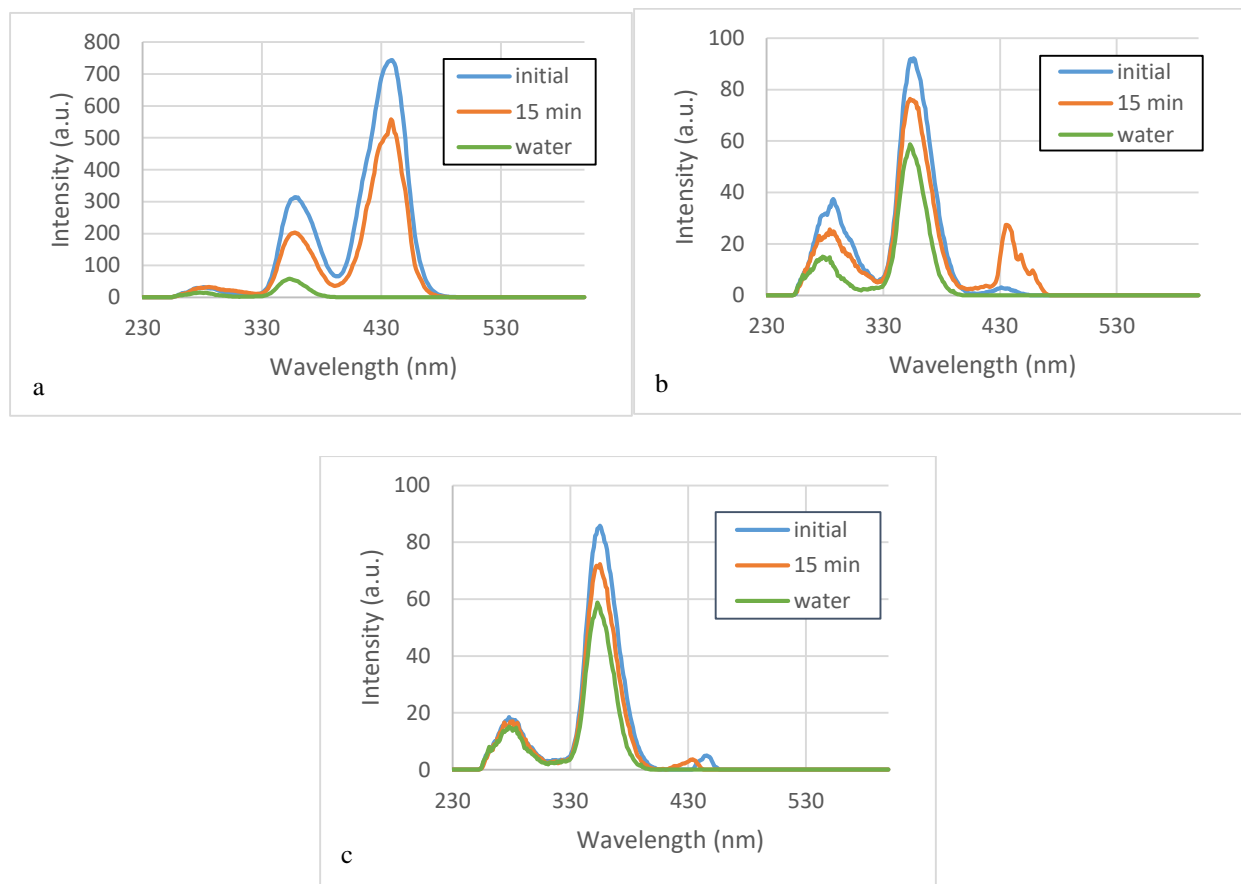 800
700
600
500
400
300
200
100
0
Intensity (a.u.)
230 330 430 530
Wavelength (nm)
initial
15 min
water
a
100
80
60
40
20
0
Intensity (a.u.)
230 330 430 530
Wavelength (nm)
initial
15 min
water
b
100
80
60
40
20
0
Intensity (a.u.)
230 330 430 530
Wavelength (nm)
initial
15 min
water
c